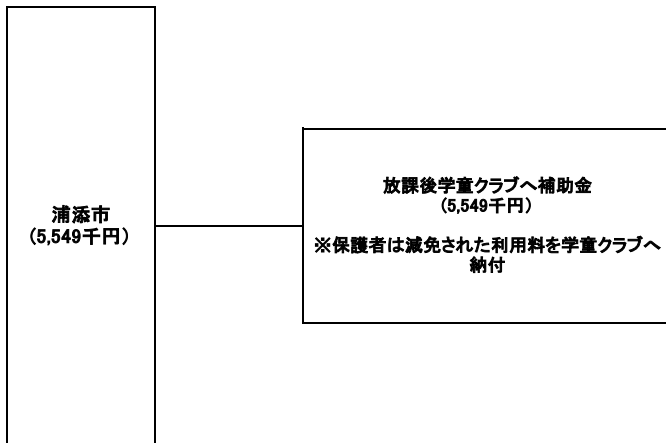 浦添市
(5,549千円)
放課後学童クラブへ補助金
(5,549千円)
※保護者は減免された利用料を学童クラブへ
納付